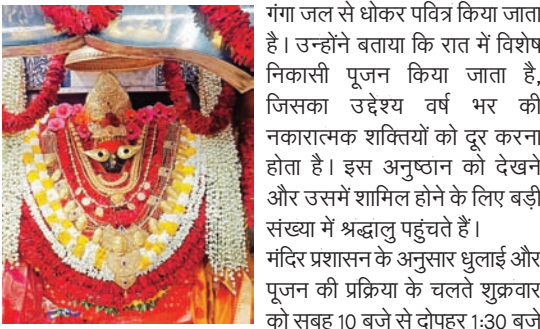 गंगा जल से धोकर पवित्र किया जाता
है। उन्होंने बताया कि रात में विशेष
निकासी पूजन किया जाता है,
जिसका उद्देश्य वर्ष भर की
नकारात्मक शक्तियों को दूर करना
होता है। इस अनुष्ठान को देखने
और उसमें शामिल होने के लिए बड़ी
संख्या में श्रद्धालु पहुंचते हैं।
मंदिर प्रशासन के अनुसार धुलाई और
पूजन की प्रक्रिया के चलते शुक्रवार
को सुबह 10 बजे से दोपहर 1:30 बजे